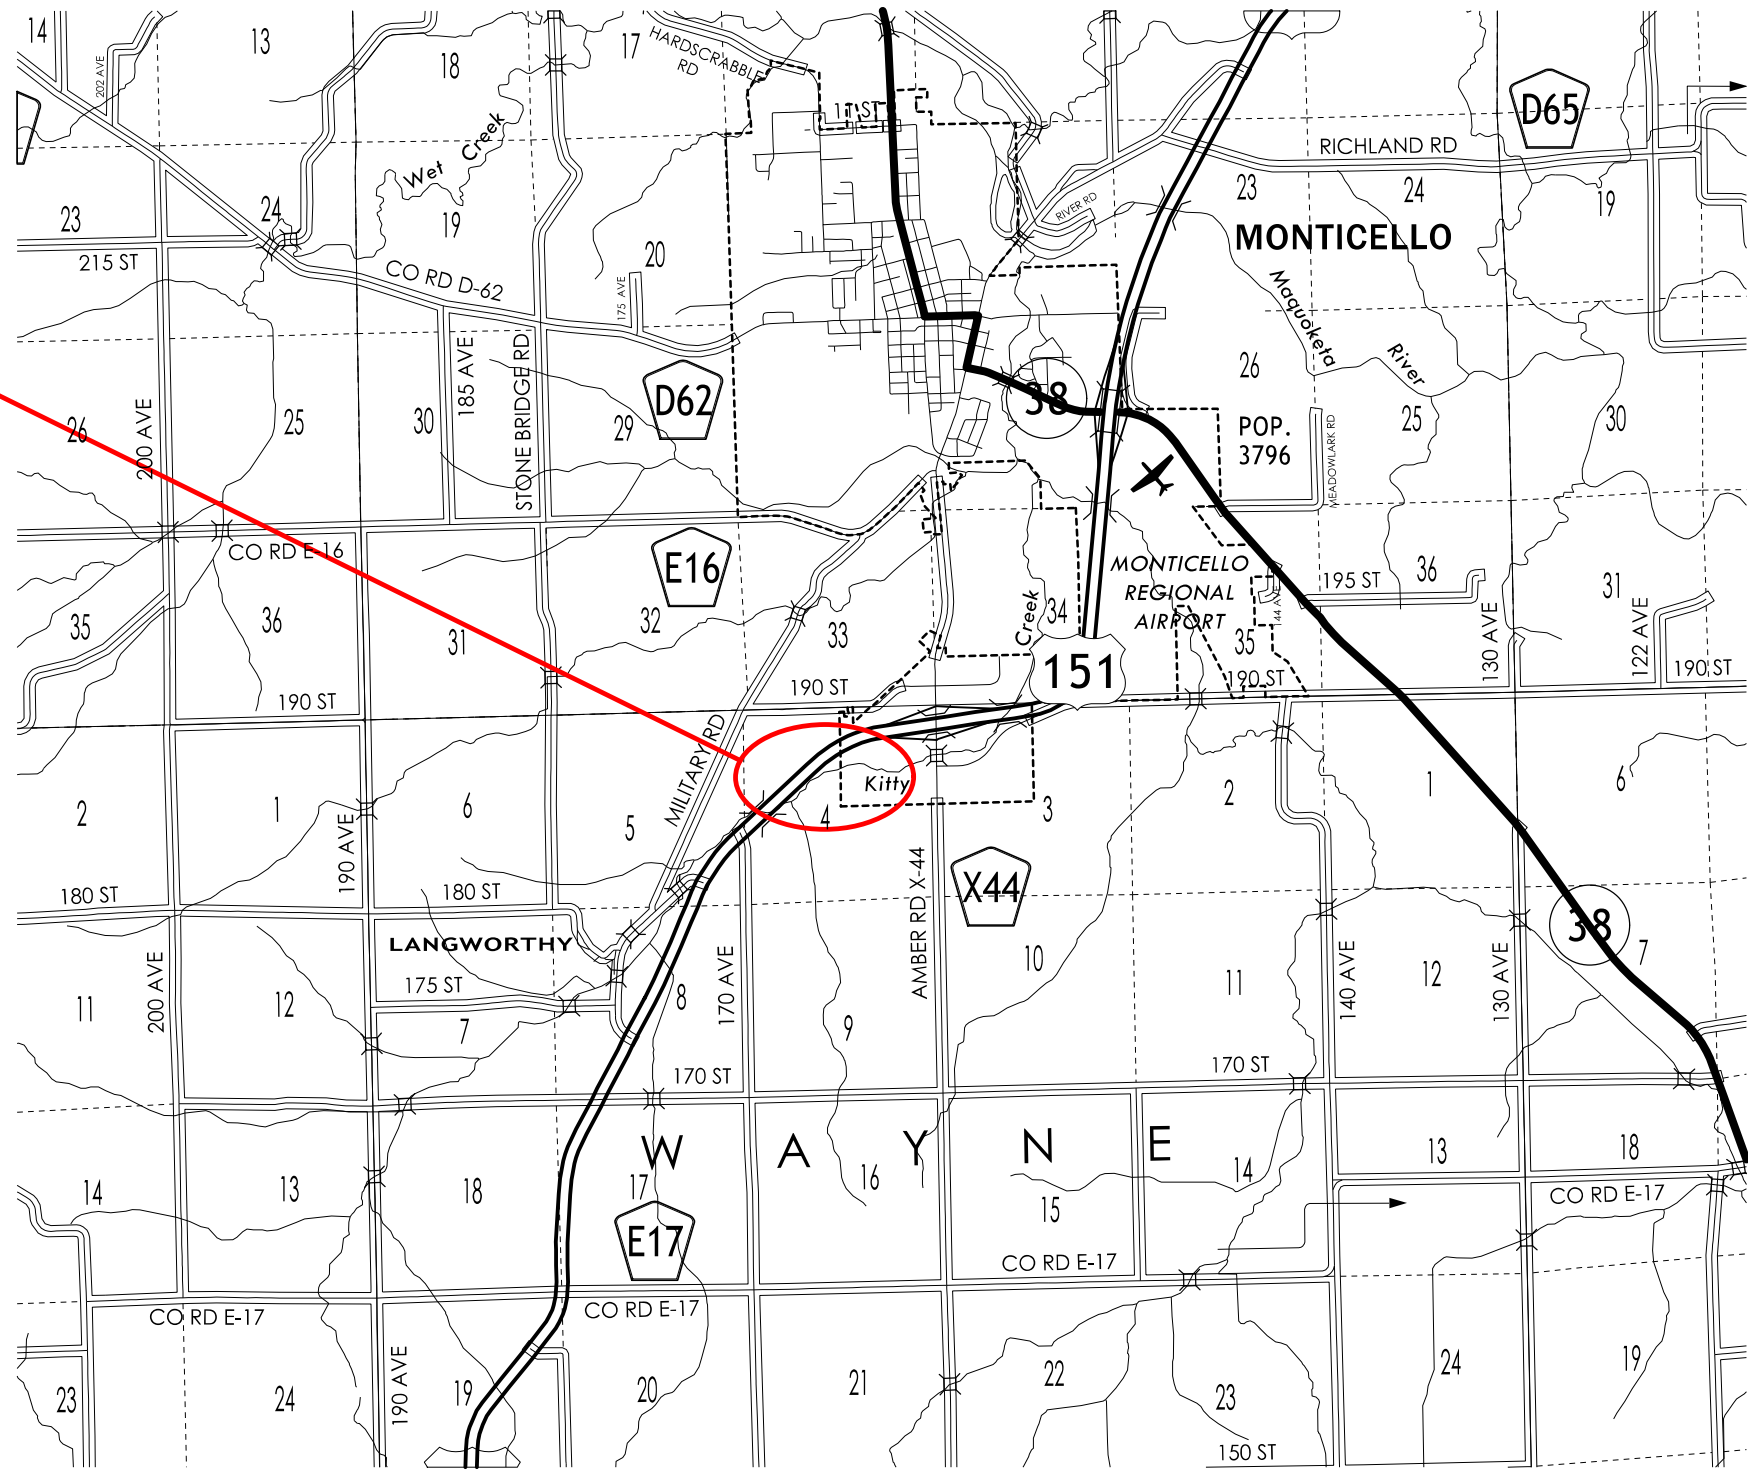 14
13
18
17
HARDSCRABBLE
RD
202 AVE
11 ST
D65
RICHLAND RD
Wet Creek
23
24
19
20
RIVER RD
23
24
19
MONTICELLO
215 ST
CO RD D-62
175 AVE
Maquoketa
River
26
200 AVE
25
30
185 AVE
STONE BRIDGE RD
29
D62
38
26
POP.
3796
MEADOWLARK RD
25
30
CO RD E-16
E16
MONTICELLO
REGIONAL
AIRPORT
144 AVE
195 ST
36
31
35
36
31
32
33
Creek
34
35
130 AVE
122 AVE
190 ST
190 ST
151
190 ST
190 ST
MILITARY RD
Kitty
2
1
190 AVE
6
5
4
3
2
1
6
180 ST
180 ST
AMBER RD X-44
X44
38
LANGWORTHY
175 ST
200 AVE
170 AVE
10
140 AVE
130 AVE
7
11
12
7
8
9
11
12
170 ST
170 ST
W A Y N E
14
13
18
17
16
15
14
13
18
CO RD E-17
E17
CO RD E-17
CO RD E-17
CO RD E-17
190 AVE
23
24
19
20
21
22
23
24
19
150 ST